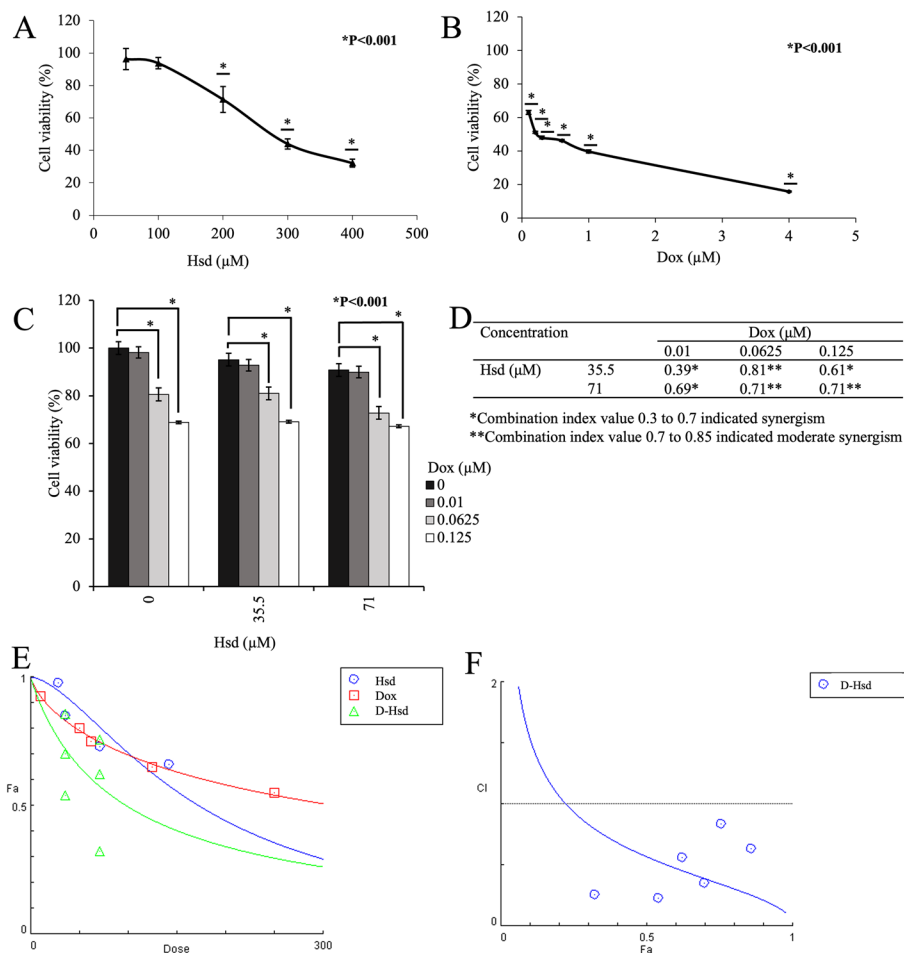 A
*P<0.001
Cell viability (%)
120
100
80
60
40
20
0
*
*
*
0 100 200 300 400 500
Hsd (µM)
B
*P<0.001
Cell viability (%)
120
100
80
60
40
20
0
*
*
*
*
*
*
0 1 2 3 4 5
Dox (µM)
C
*P<0.001
Cell viability (%)
120
100
80
60
40
20
0
*
*
*
*
*
*
0 35.5 71
Hsd (µM)
Dox (µM)
0
0.01
0.0625
0.125
D
Concentration Dox (µM)
0.01 0.0625 0.125
Hsd (µM) 35.5 0.39* 0.81** 0.61*
71 0.69* 0.71** 0.71**
*Combination index value 0.3 to 0.7 indicated synergism
**Combination index value 0.7 to 0.85 indicated moderate synergism
E
1
Fa
0.5
0
0 300
Dose
Hsd
Dox
D-Hsd
F
2
CI
0
0 0.5 1
Fa
D-Hsd